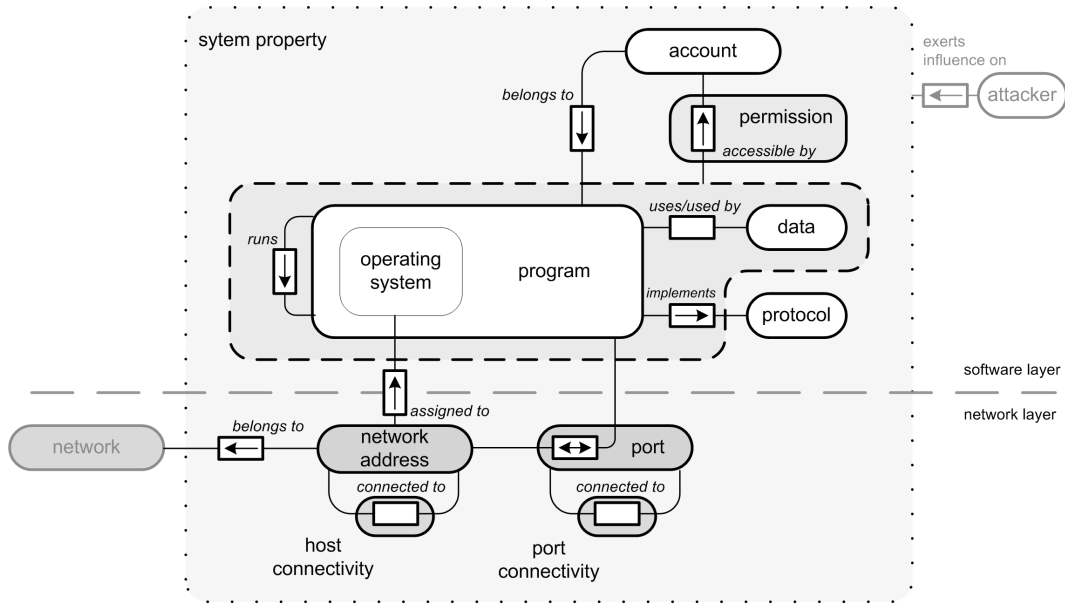 sytem property
account
exerts
influence on
attacker
belongs to
permission
accessible by
uses/used by
data
runs
operating
system
program
implements
protocol
software layer
assigned to
network layer
belongs to
network
network
address
port
connected to
connected to
host
connectivity
port
connectivity